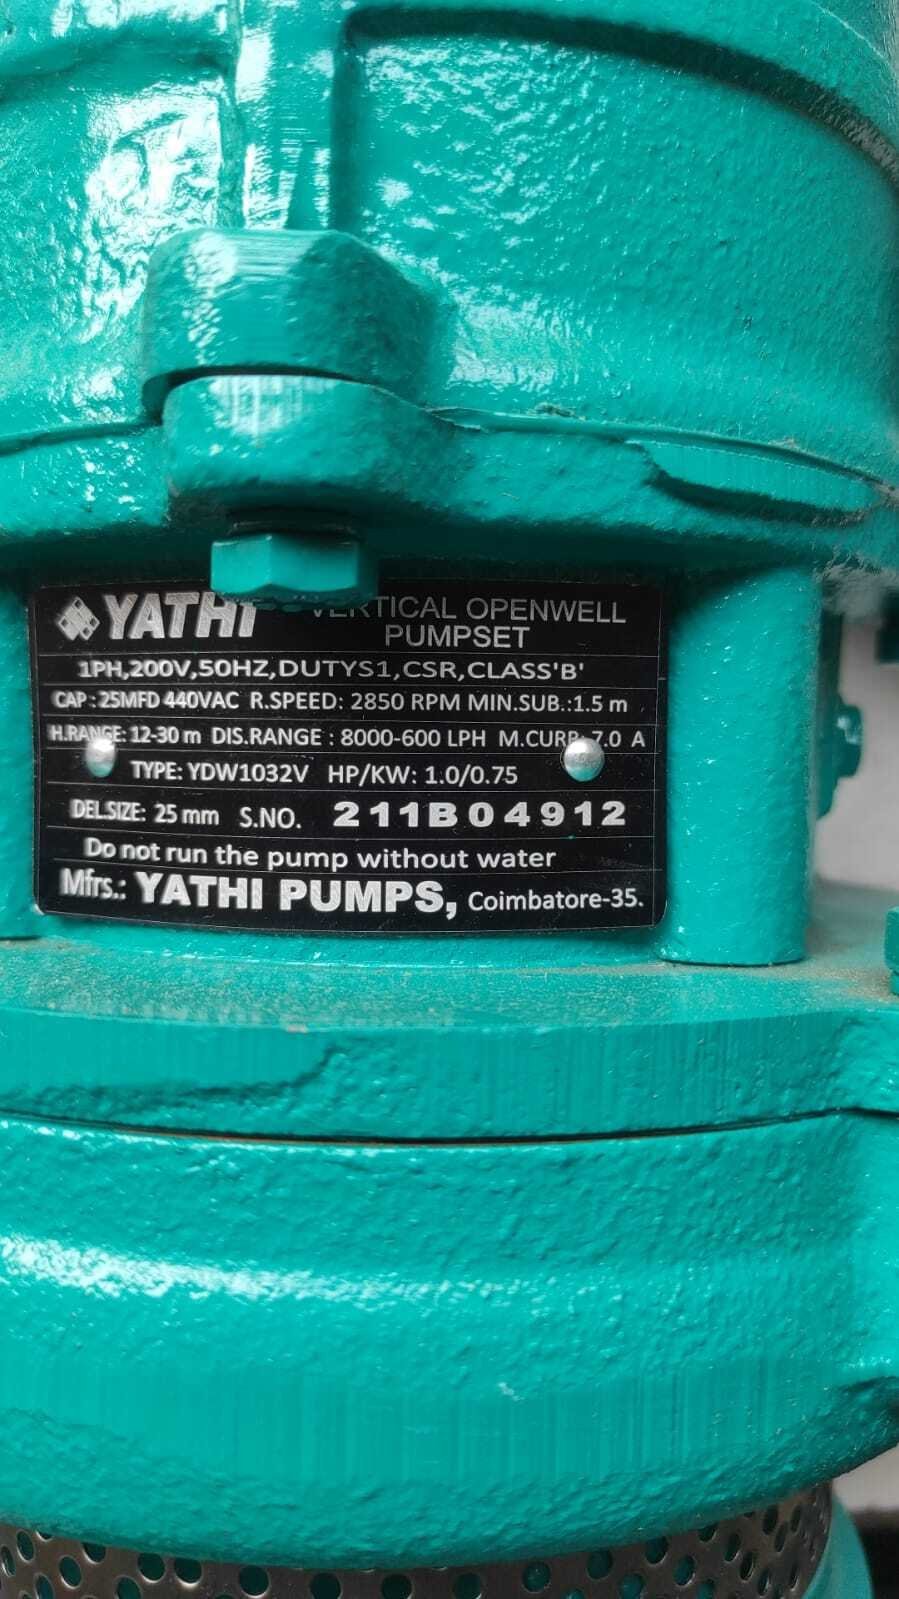 YATHI VERTICAL OPENWELL
PUMPSET
1PH,200V,50HZ,DUTYS1,CSR,CLASS'B'
CAP : 25MFD 440VAC R.SPEED: 2850 RPM MIN.SUB.:1.5 m
H.RANGE: 12-30 m DIS.RANGE : 8000-600 LPH M.CURR: 7.0 A
TYPE: YDW1032V HP/KW: 1.0/0.75
DEL.SIZE: 25 mm S.NO. 211B04912
Do not run the pump without water
Mfrs.: YATHI PUMPS, Coimbatore-35.